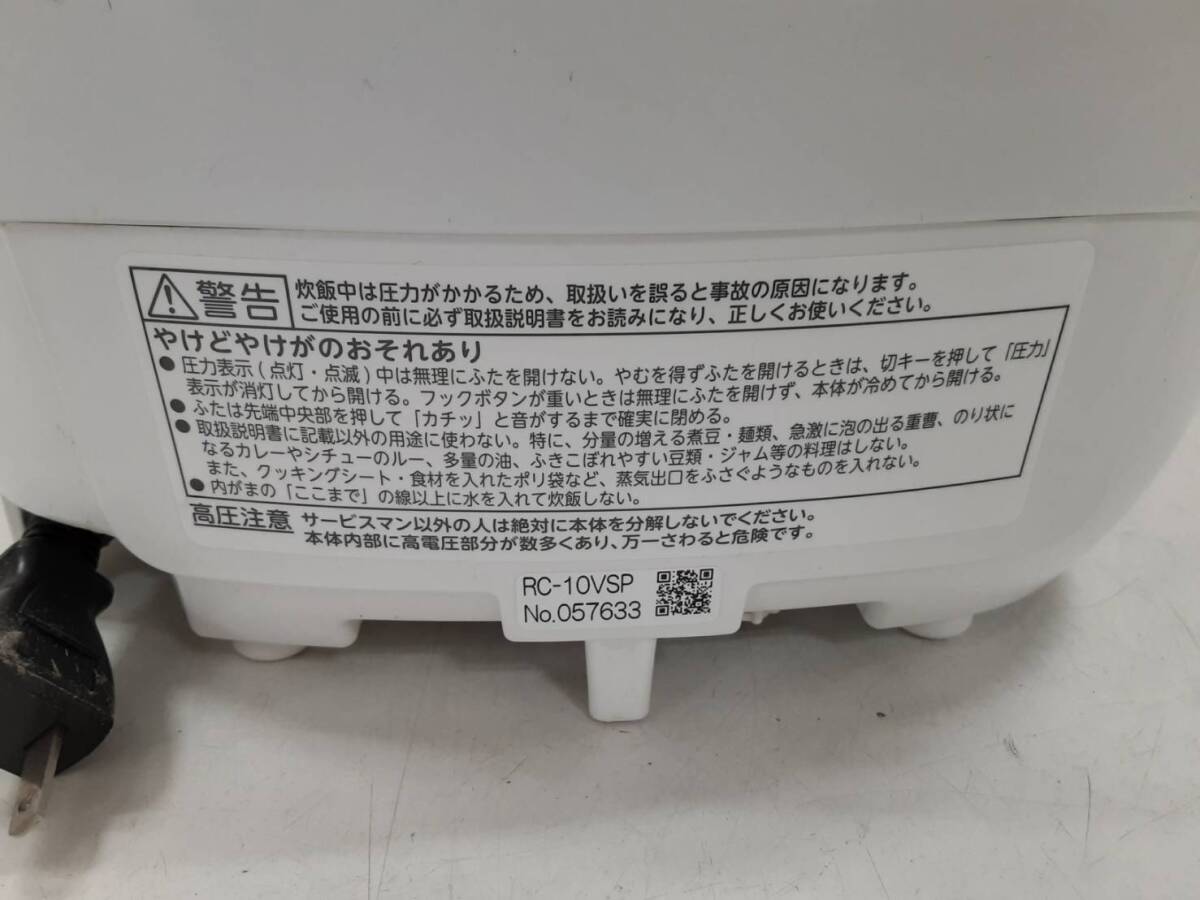 警告
炊飯中は圧力がかかるため、取扱いを誤ると事故の原因になります。
ご使用の前に必ず取扱説明書をお読みになり、正しくお使いください。
やけどやけがのおそれあり
● 圧力表示(点灯・点滅)中は無理にふたを開けない。やむを得ずふたを開けるときは、切キーを押して「圧力」
表示が消灯してから開ける。フックボタンが重いときは無理にふたを開けず、本体が冷めてから開ける。
● ふたは先端中央部を押して「カチッ」と音がするまで確実に閉める。
● 取扱説明書に記載以外の用途に使わない。特に、分量の増える煮豆・麺類、急激に泡の出る重曹、のり状に
なるカレーやシチューのルー、多量の油、ふきこぼれやすい豆類・ジャム等の料理はしない。
また、クッキングシート・食材を入れたポリ袋など、蒸気出口をふさぐようなものを入れない。
● 内がまの「ここまで」の線以上に水を入れて炊飯しない。
高圧注意 サービスマン以外の人は絶対に本体を分解しないでください。
本体内部に高電圧部分が数多くあり、万一さわると危険です。
RC-10VSP
No.057633